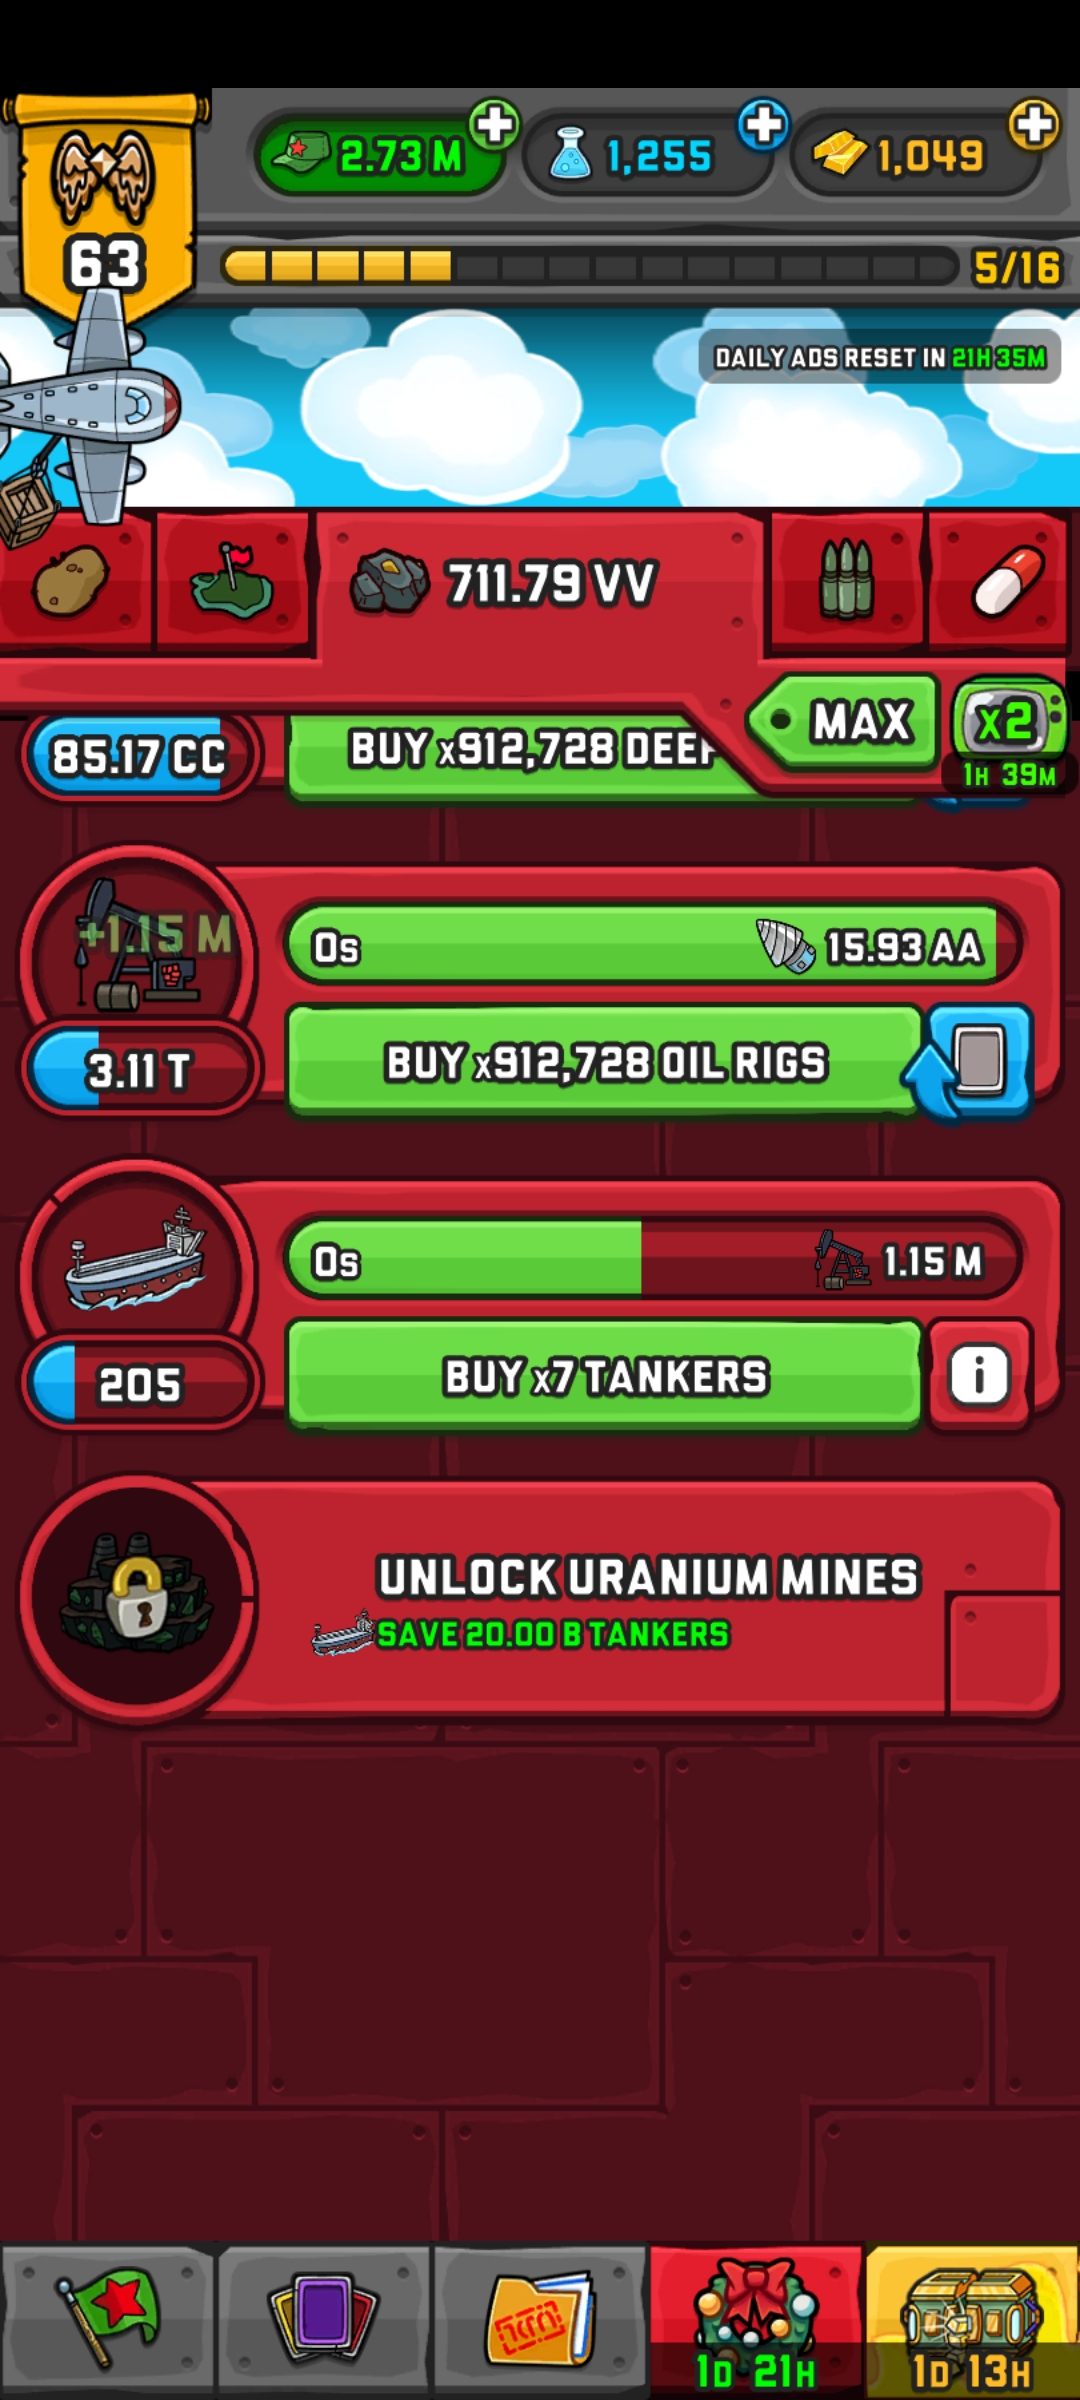 2.73 M
1,255
1,049
63
5/16
DAILY ADS RESET IN 21H 35M
711.79 VV
MAX
x2
1H 39M
85.17 CC
BUY x912,728 DEEP
+1.15 M
0s
15.93 AA
3.11 T
BUY x912,728 OIL RIGS
0s
1.15 M
205
BUY x7 TANKERS
i
UNLOCK URANIUM MINES
SAVE 20.00 B TANKERS
1D 21H
1D 13H